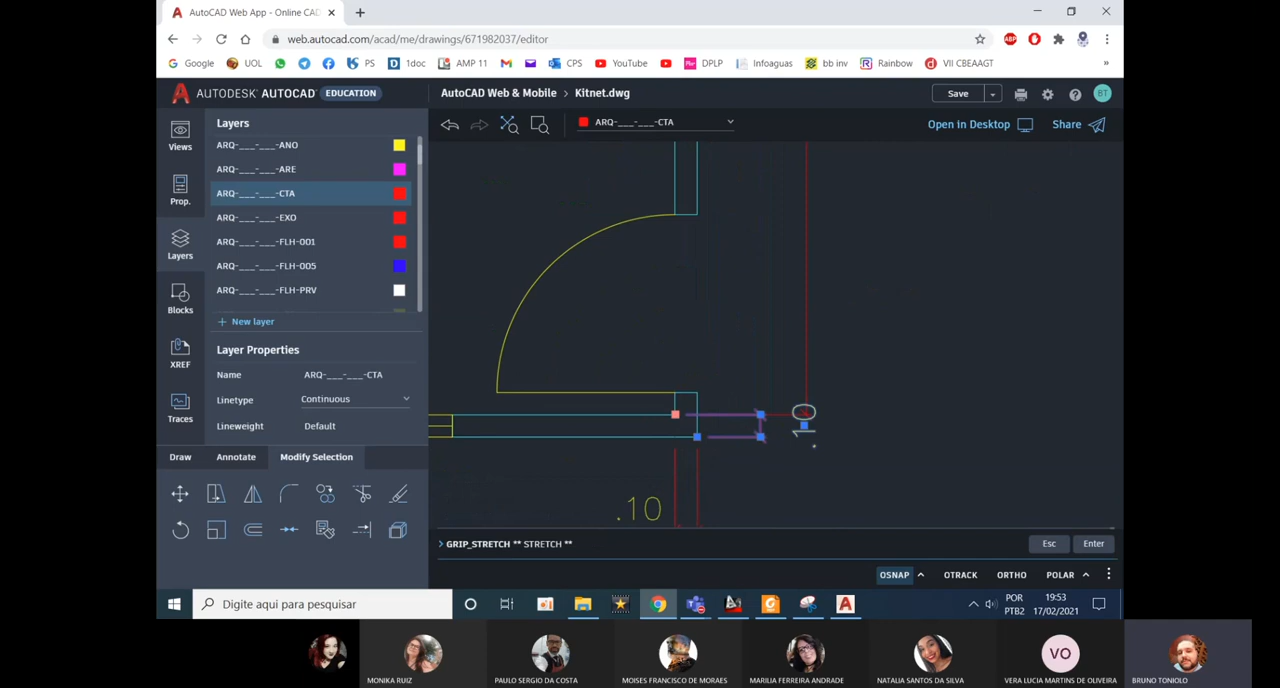 AutoCAD Web App - Online CAD
web.autocad.com/acad/me/drawings/671982037/editor
Google UOL PS 1doc AMP 11 CPS YouTube DPLP Infoaguas bb inv Rainbow VII CBEAAGT »
AUTODESK® AUTOCAD EDUCATION
AutoCAD Web & Mobile > Kitnet.dwg
Save
BT
Layers
ARQ-___-___-CTA
Open in Desktop
Share
Views
Prop.
Layers
Blocks
XREF
Traces
ARQ-___-___-ANO
ARQ-___-___-ARE
ARQ-___-___-CTA
ARQ-___-___-EXO
ARQ-___-___-FLH-001
ARQ-___-___-FLH-005
ARQ-___-___-FLH-PRV
+ New layer
Layer Properties
Name ARQ-___-___-CTA
Linetype Continuous
Lineweight Default
Draw Annotate Modify Selection
.10
.10
> GRIP_STRETCH ** STRETCH **
Esc Enter
OSNAP OTRACK ORTHO POLAR
Digite aqui para pesquisar
POR
PTB2
19:53
17/02/2021
VO
MONIKA RUIZ
PAULO SERGIO DA COSTA
MOISES FRANCISCO DE MORAES
MARILIA FERREIRA ANDRADE
NATALIA SANTOS DA SILVA
VERA LUCIA MARTINS DE OLIVEIRA
BRUNO TONIOLO